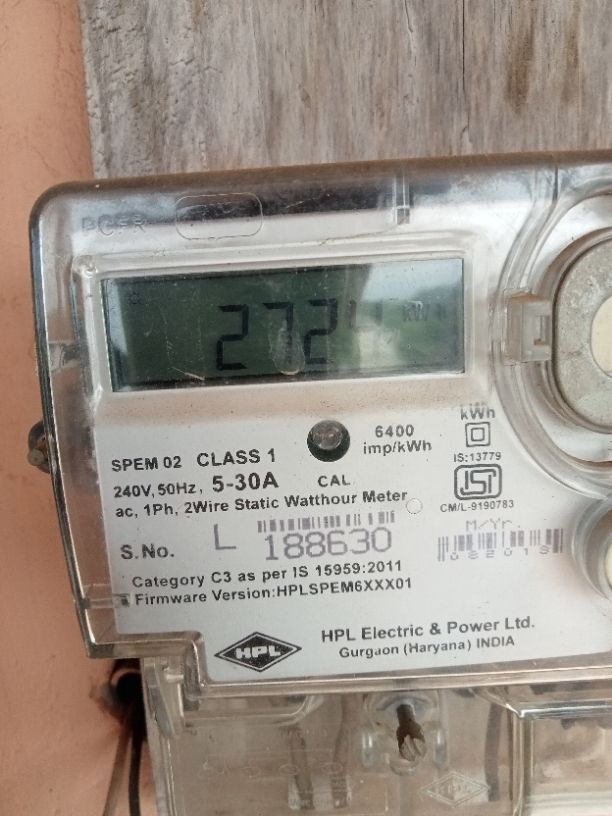 2724 kWh
6400
imp/kWh
kWh
IS:13779
CM/L-9190783
SPEM 02 CLASS 1
240V, 50Hz, 5-30A CAL
ac, 1Ph, 2Wire Static Watthour Meter
S.No. L 188630
M/Yr.
082018
Category C3 as per IS 15959:2011
Firmware Version:HPLSPEM6XXX01
HPL
HPL Electric & Power Ltd.
Gurgaon (Haryana) INDIA
HPL